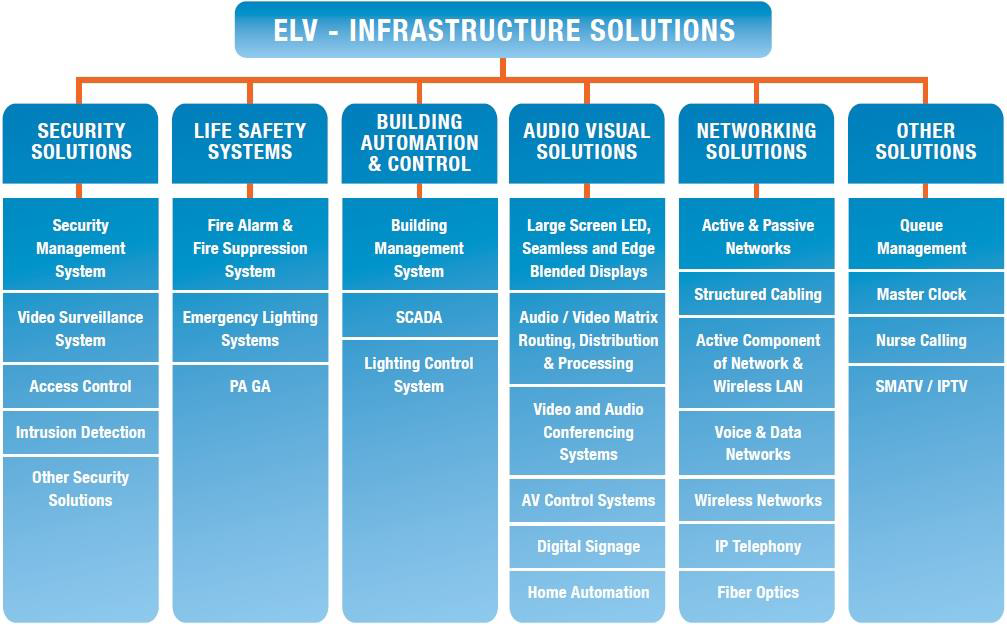 ELV - INFRASTRUCTURE SOLUTIONS
SECURITY
SOLUTIONS
Security
Management
System
Video Surveillance
System
Access Control
Intrusion Detection
Other Security
Solutions
LIFE SAFETY
SYSTEMS
Fire Alarm &
Fire Suppression
System
Emergency Lighting
Systems
PA GA
BUILDING
AUTOMATION
& CONTROL
Building
Management
System
SCADA
Lighting Control
System
AUDIO VISUAL
SOLUTIONS
Large Screen LED,
Seamless and Edge
Blended Displays
Audio / Video Matrix
Routing, Distribution
& Processing
Video and Audio
Conferencing
Systems
AV Control Systems
Digital Signage
Home Automation
NETWORKING
SOLUTIONS
Active & Passive
Networks
Structured Cabling
Active Component
of Network &
Wireless LAN
Voice & Data
Networks
Wireless Networks
IP Telephony
Fiber Optics
OTHER
SOLUTIONS
Queue
Management
Master Clock
Nurse Calling
SMATV / IPTV